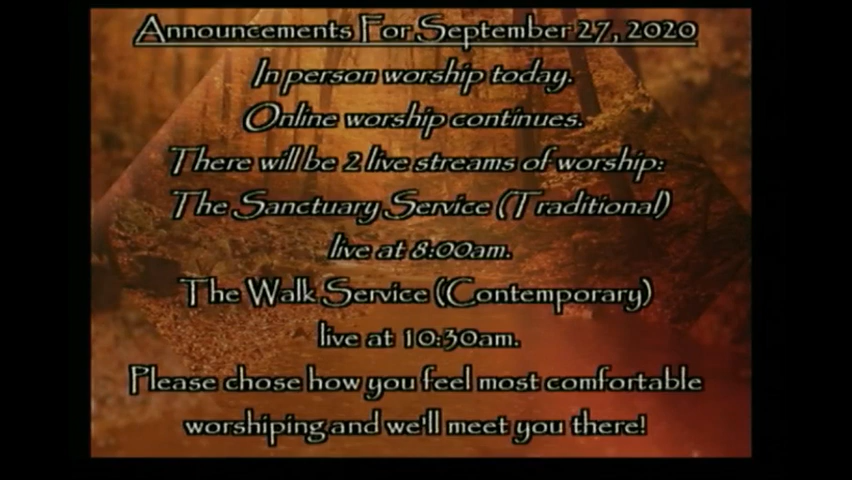 Announcements For September 27, 2020
In person worship today.
Online worship continues.
There will be 2 live streams of worship:
The Sanctuary Service (Traditional)
live at 8:00am.
The Walk Service (Contemporary)
live at 10:30am.
Please chose how you feel most comfortable
worshiping and we'll meet you there!